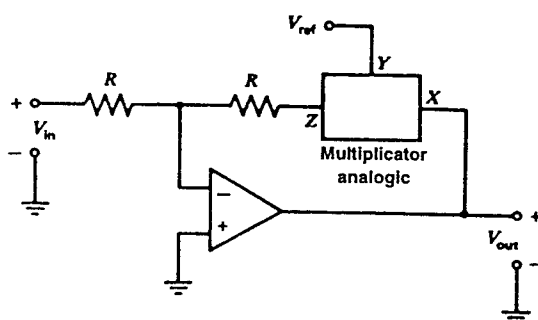 V_ref
Y
R
R
Z
X
+
V_in
−
Multiplicator
analogic
−
+
+
V_out
−